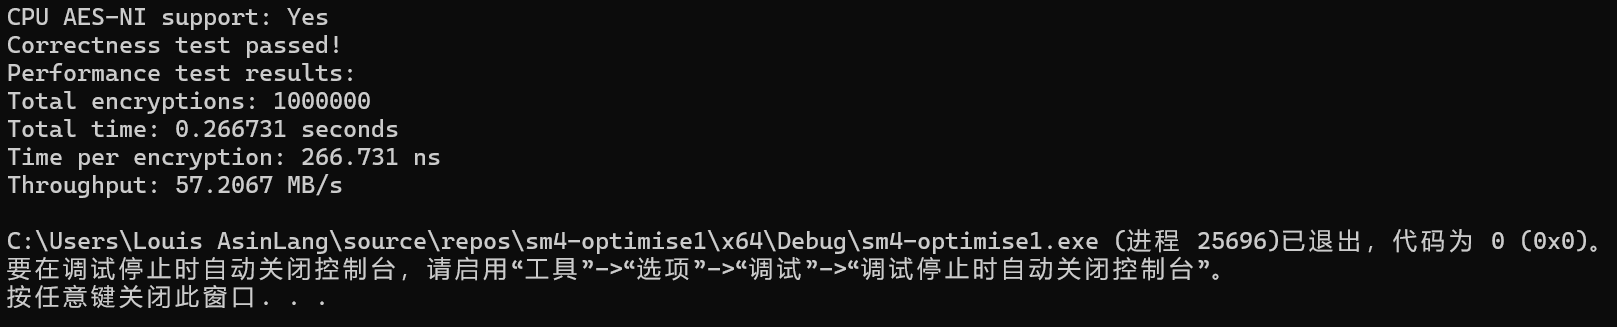 CPU AES-NI support: Yes
Correctness test passed!
Performance test results:
Total encryptions: 1000000
Total time: 0.266731 seconds
Time per encryption: 266.731 ns
Throughput: 57.2067 MB/s
C:\Users\Louis AsinLang\source\repos\sm4-optimise1\x64\Debug\sm4-optimise1.exe (进程 25696)已退出，代码为 0 (0x0)。
要在调试停止时自动关闭控制台，请启用“工具”->“选项”->“调试”->“调试停止时自动关闭控制台”。
按任意键关闭此窗口. . .